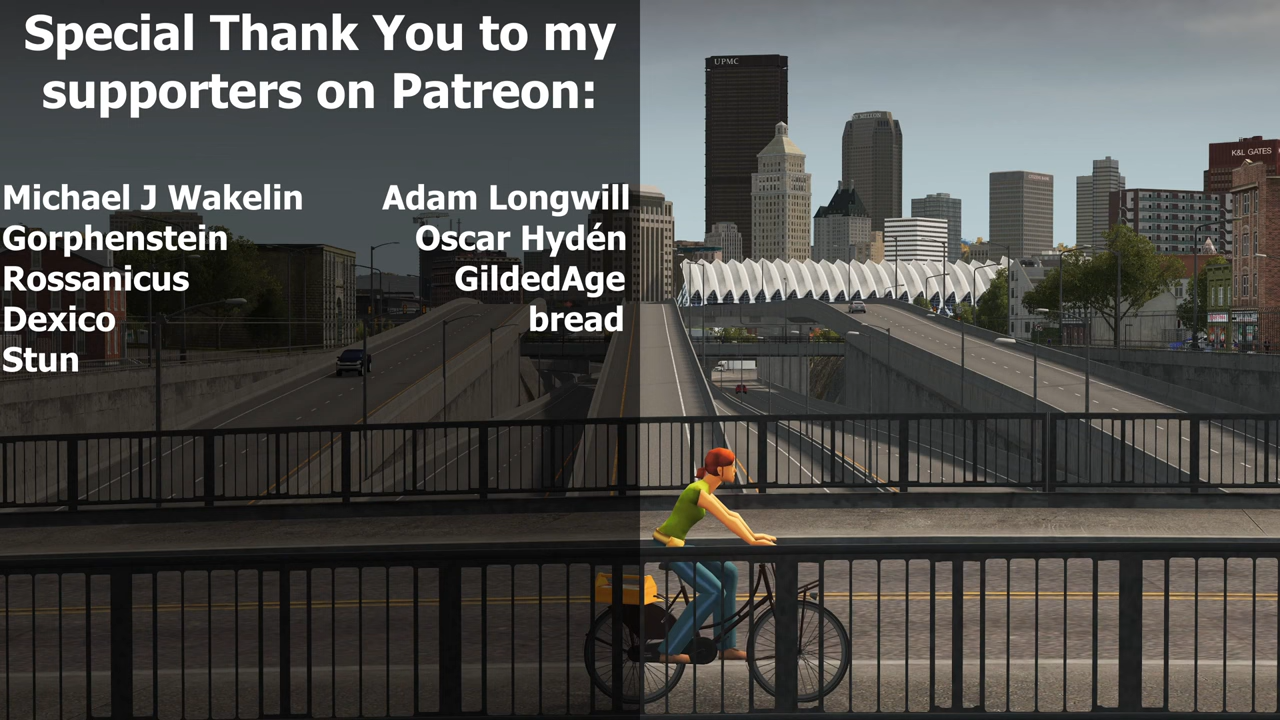 Special Thank You to my
supporters on Patreon:
Michael J Wakelin
Gorphenstein
Rossanicus
Dexico
Stun
Adam Longwill
Oscar Hydén
GildedAge
bread
UPMC
K&L GATES